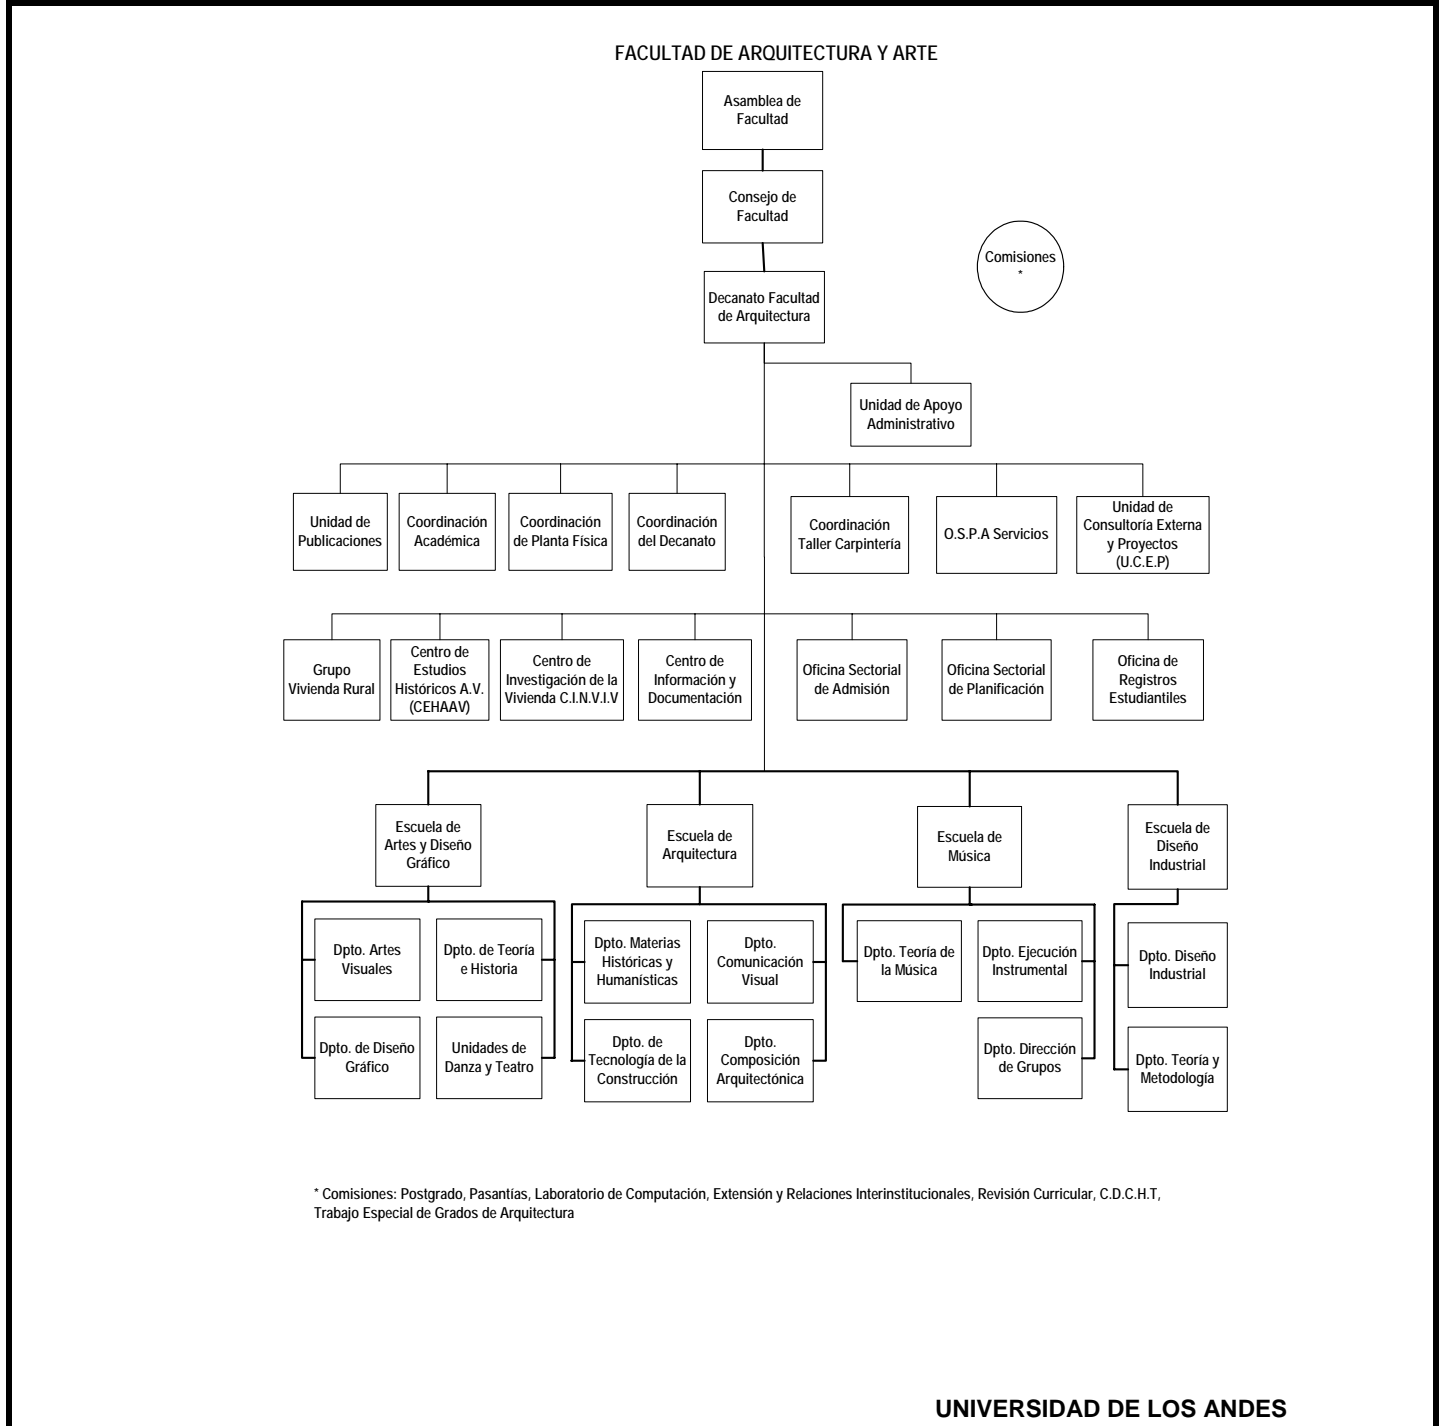 FACULTAD DE ARQUITECTURA Y ARTE
Asamblea de
Facultad
Consejo de
Facultad
Comisiones
*
Decanato Facultad
de Arquitectura
Unidad de Apoyo
Administrativo
Unidad de
Publicaciones
Coordinación
Académica
Coordinación
de Planta Física
Coordinación
del Decanato
Coordinación
Taller Carpintería
O.S.P.A Servicios
Unidad de
Consultoría Externa
y Proyectos
(U.C.E.P)
Grupo
Vivienda Rural
Centro de
Estudios
Históricos A.V.
(CEHAAV)
Centro de
Investigación de la
Vivienda C.I.N.V.I.V
Centro de
Información y
Documentación
Oficina Sectorial
de Admisión
Oficina Sectorial
de Planificación
Oficina de
Registros
Estudiantiles
Escuela de
Artes y Diseño
Gráfico
Escuela de
Arquitectura
Escuela de
Música
Escuela de
Diseño
Industrial
Dpto. Artes
Visuales
Dpto. de Teoría
e Historia
Dpto. Materias
Históricas y
Humanísticas
Dpto.
Comunicación
Visual
Dpto. Teoría de
la Música
Dpto. Ejecución
Instrumental
Dpto. Diseño
Industrial
Dpto. de Diseño
Gráfico
Unidades de
Danza y Teatro
Dpto. de
Tecnología de la
Construcción
Dpto.
Composición
Arquitectónica
Dpto. Dirección
de Grupos
Dpto. Teoría y
Metodología
* Comisiones: Postgrado, Pasantías, Laboratorio de Computación, Extensión y Relaciones Interinstitucionales, Revisión Curricular, C.D.C.H.T,
Trabajo Especial de Grados de Arquitectura
UNIVERSIDAD DE LOS ANDES